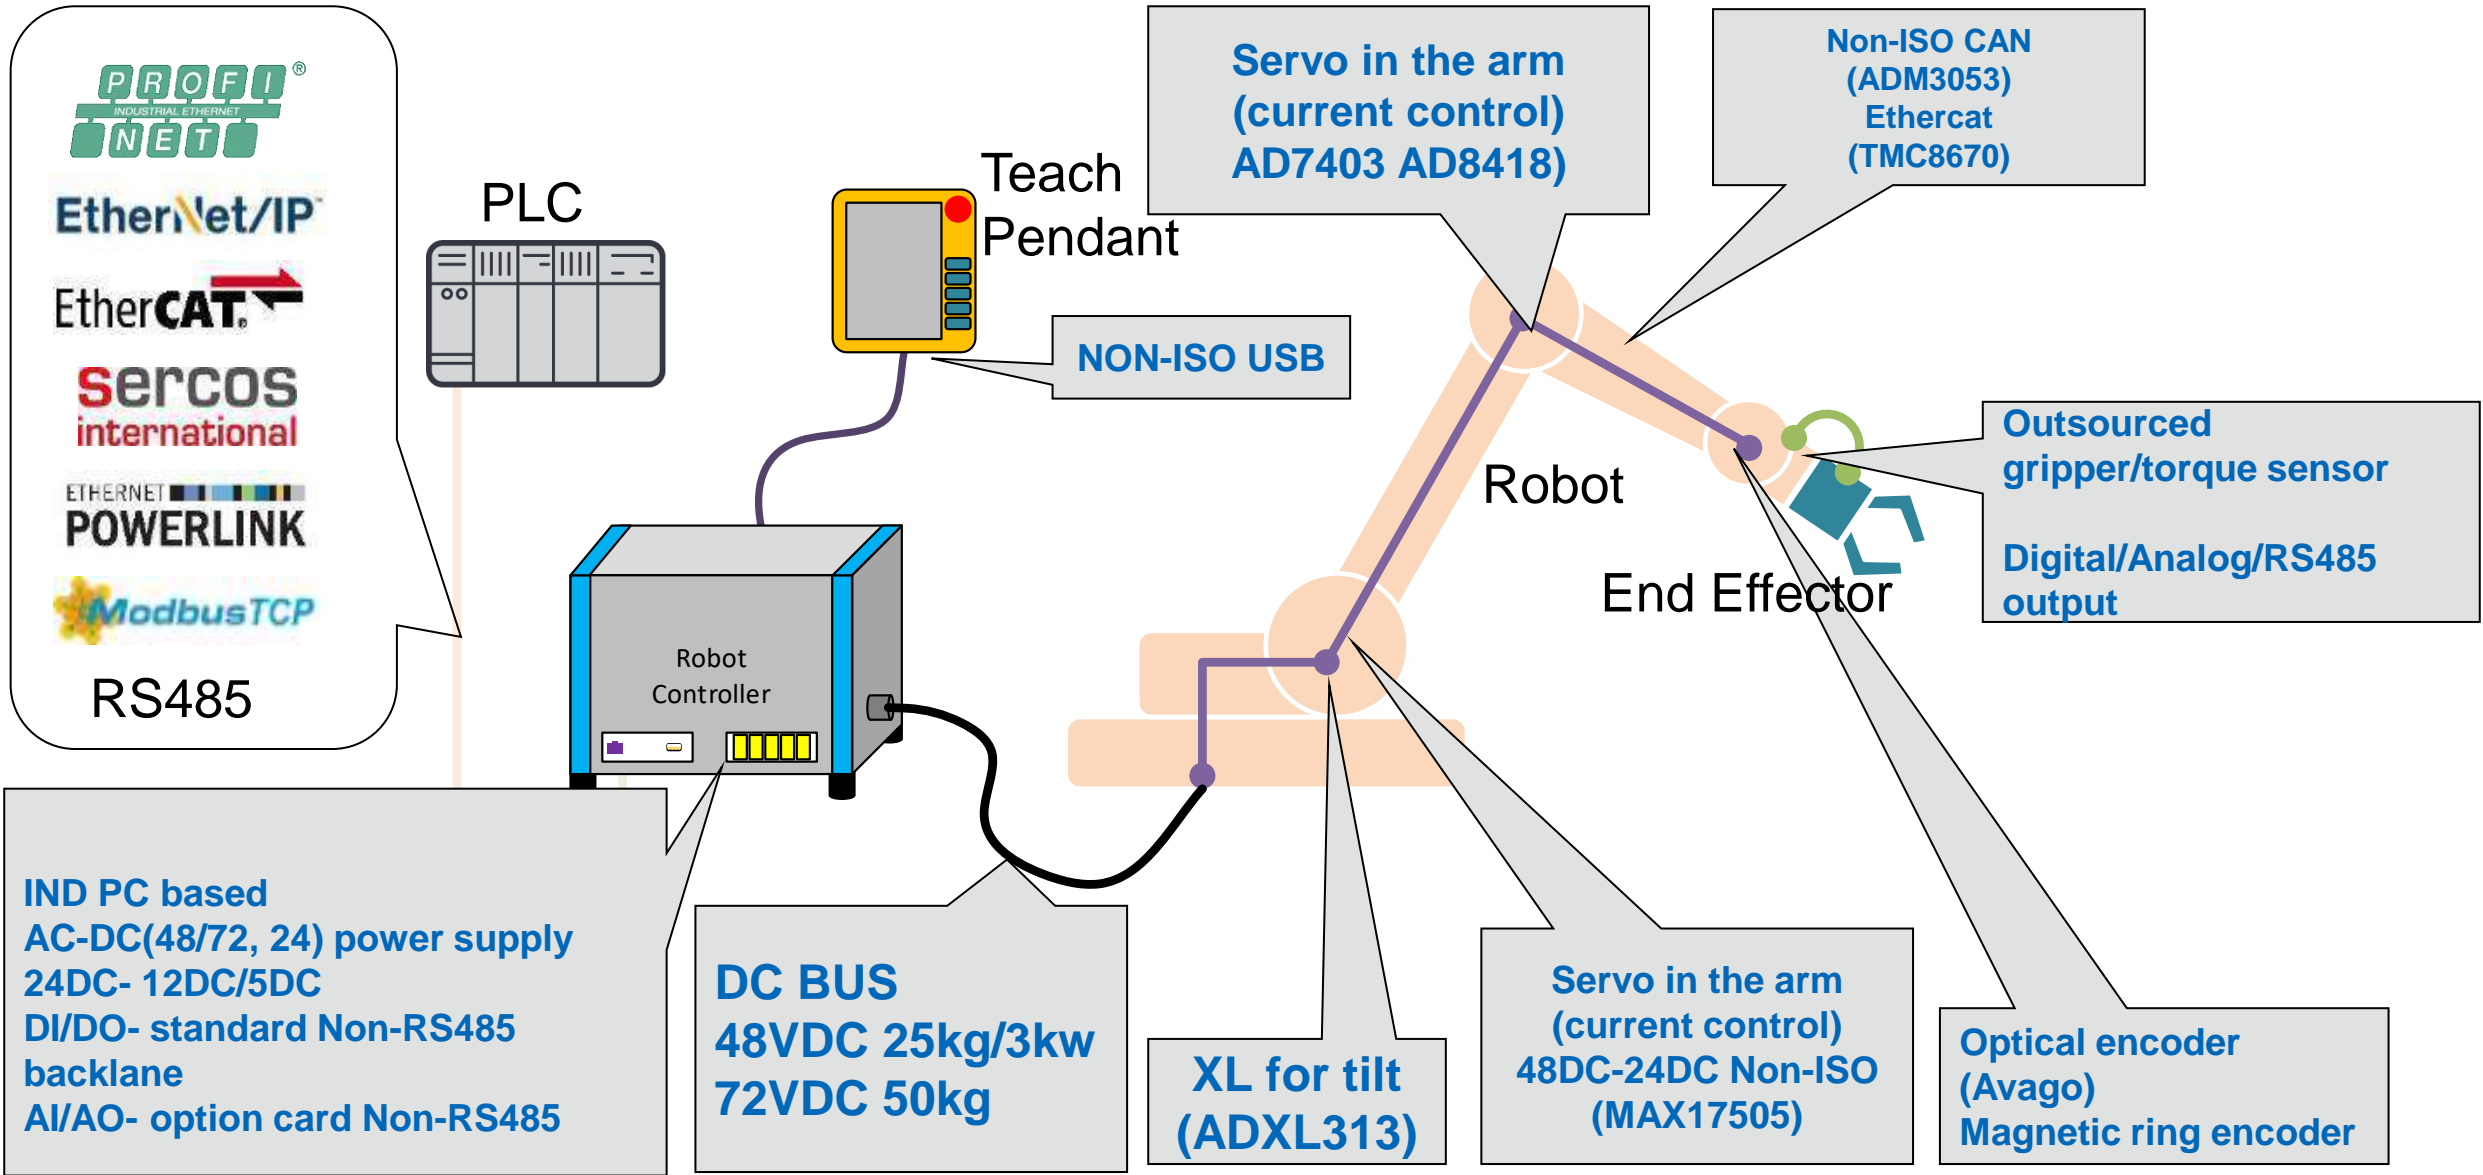 PROFI®
INDUSTRIAL ETHERNET
NET
EtherNet/IP
EtherCAT®
sercos
international
ETHERNET
POWERLINK
ModbusTCP
RS485
PLC
Teach
Pendant
NON-ISO USB
Servo in the arm
(current control)
AD7403 AD8418)
Non-ISO CAN
(ADM3053)
Ethercat
(TMC8670)
Robot
End Effector
Outsourced
gripper/torque sensor
Digital/Analog/RS485
output
Robot
Controller
IND PC based
AC-DC(48/72, 24) power supply
24DC- 12DC/5DC
DI/DO- standard Non-RS485
backlane
AI/AO- option card Non-RS485
DC BUS
48VDC 25kg/3kw
72VDC 50kg
XL for tilt
(ADXL313)
Servo in the arm
(current control)
48DC-24DC Non-ISO
(MAX17505)
Optical encoder
(Avago)
Magnetic ring encoder